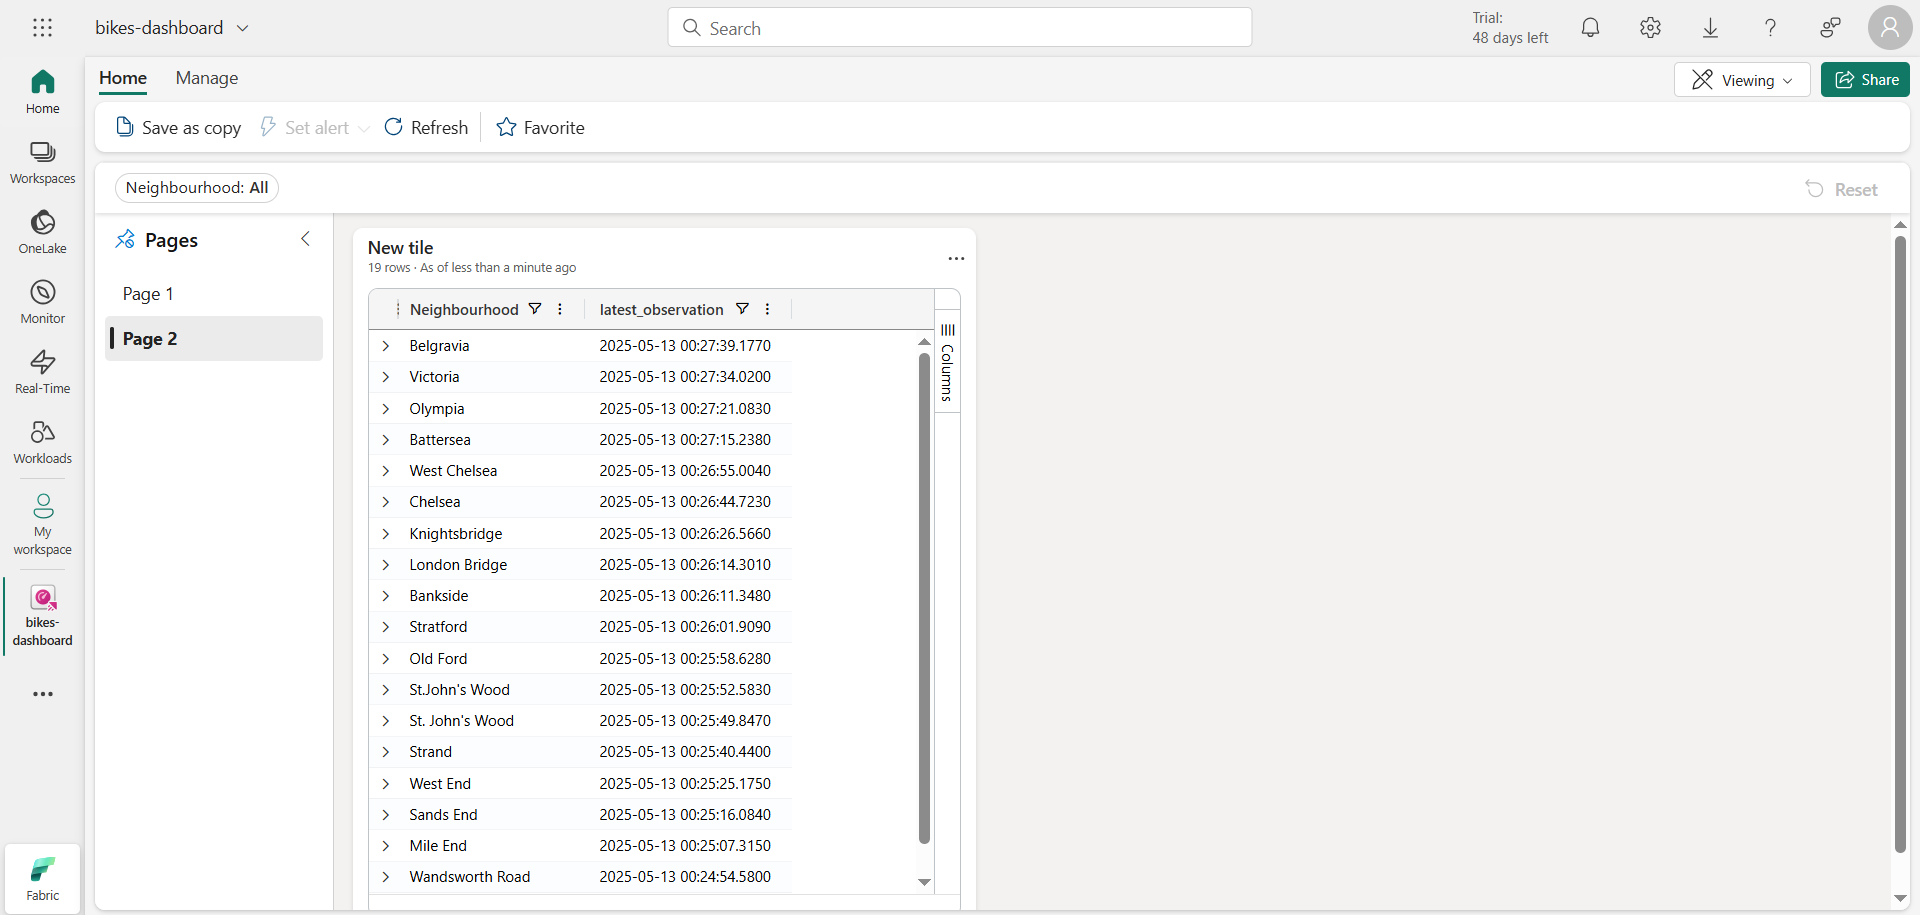 bikes-dashboard
Search
Trial:
48 days left
Home
Workspaces
OneLake
Monitor
Real-Time
Workloads
My
workspace
bikes-
dashboard
Fabric
Home Manage
Viewing
Share
Save as copy Set alert Refresh Favorite
Neighbourhood: All
Reset
Pages
Page 1
Page 2
New tile
19 rows · As of less than a minute ago
Neighbourhood latest_observation
Columns
Belgravia 2025-05-13 00:27:39.1770
Victoria 2025-05-13 00:27:34.0200
Olympia 2025-05-13 00:27:21.0830
Battersea 2025-05-13 00:27:15.2380
West Chelsea 2025-05-13 00:26:55.0040
Chelsea 2025-05-13 00:26:44.7230
Knightsbridge 2025-05-13 00:26:26.5660
London Bridge 2025-05-13 00:26:14.3010
Bankside 2025-05-13 00:26:11.3480
Stratford 2025-05-13 00:26:01.9090
Old Ford 2025-05-13 00:25:58.6280
St.John's Wood 2025-05-13 00:25:52.5830
St. John's Wood 2025-05-13 00:25:49.8470
Strand 2025-05-13 00:25:40.4400
West End 2025-05-13 00:25:25.1750
Sands End 2025-05-13 00:25:16.0840
Mile End 2025-05-13 00:25:07.3150
Wandsworth Road 2025-05-13 00:24:54.5800